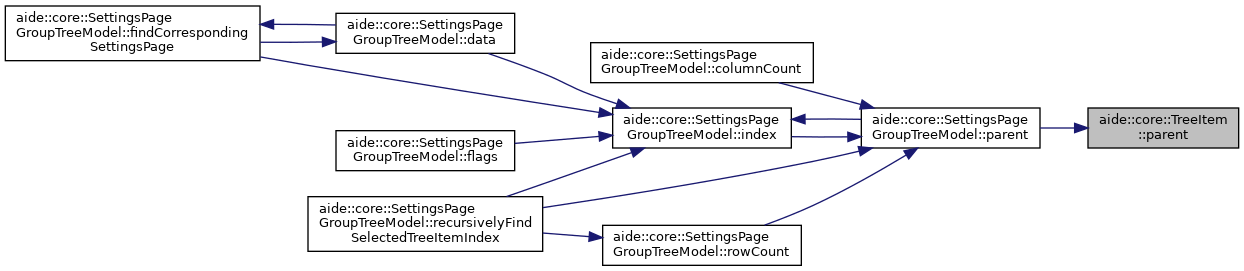 aide::core::SettingsPage
GroupTreeModel::findCorresponding
SettingsPage
aide::core::SettingsPage
GroupTreeModel::data
aide::core::SettingsPage
GroupTreeModel::columnCount
aide::core::SettingsPage
GroupTreeModel::index
aide::core::SettingsPage
GroupTreeModel::parent
aide::core::TreeItem
::parent
aide::core::SettingsPage
GroupTreeModel::flags
aide::core::SettingsPage
GroupTreeModel::recursivelyFind
SelectedTreeItemIndex
aide::core::SettingsPage
GroupTreeModel::rowCount